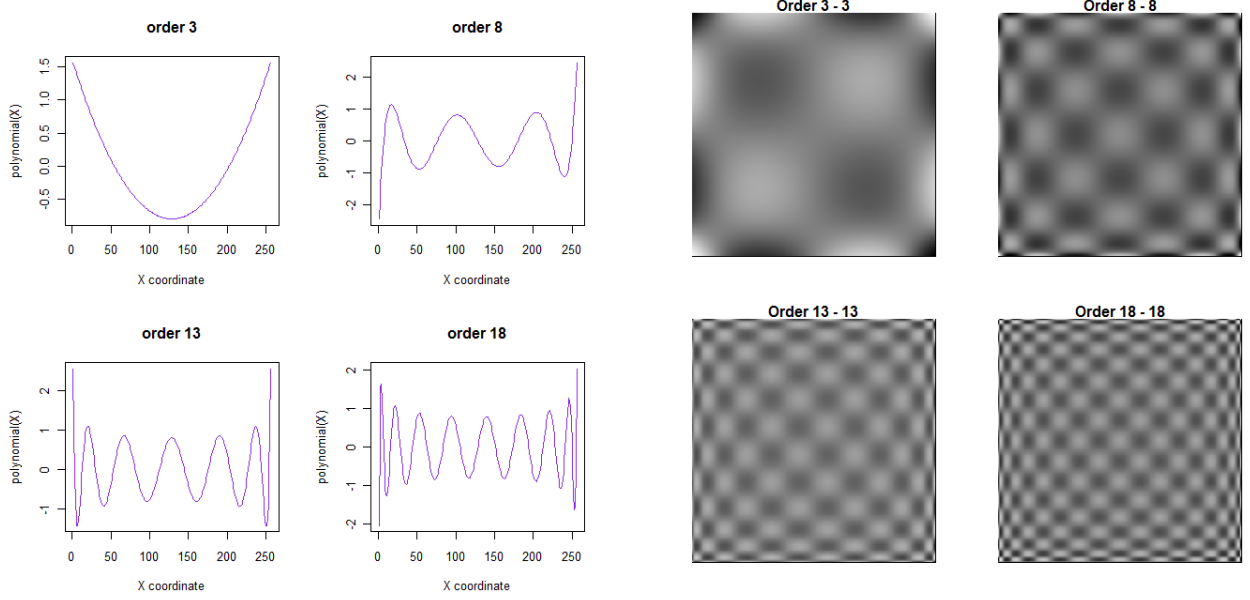 order 3
polynomial(X)
1.5
1.0
0.5
0.0
-0.5
0 50 100 150 200 250
X coordinate
order 8
polynomial(X)
2
1
0
-1
-2
0 50 100 150 200 250
X coordinate
order 13
polynomial(X)
2
1
0
-1
0 50 100 150 200 250
X coordinate
order 18
polynomial(X)
2
1
0
-1
-2
0 50 100 150 200 250
X coordinate
Order 3 - 3
Order 8 - 8
Order 13 - 13
Order 18 - 18